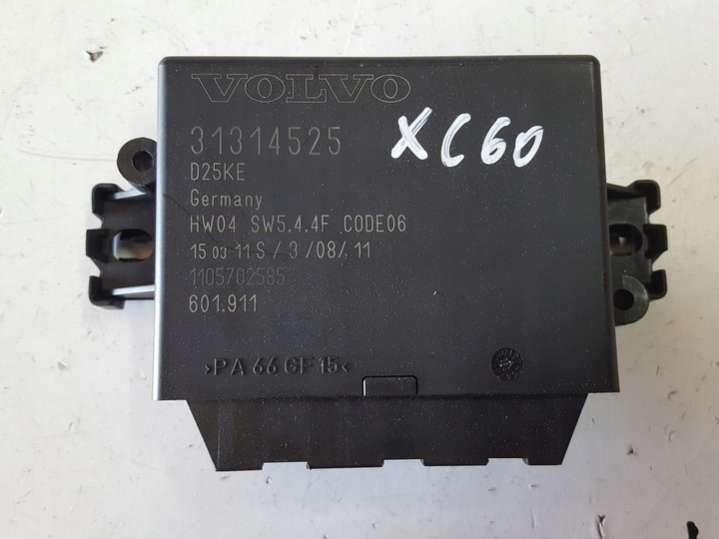 VOLVO
31314525
XC60
D25KE
Germany
HW04 SW5.4.4F CODE06
15 03 11 S / 3 /08/ 11
1105702585
601.911
>PA 66 GF 15<